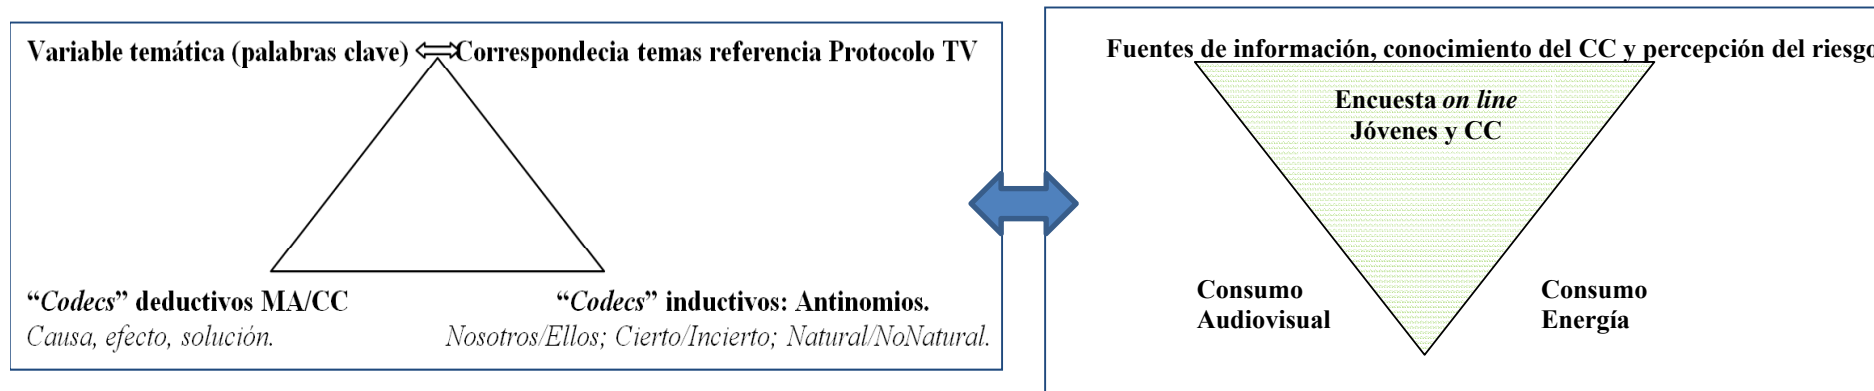 Variable temática (palabras clave) Correspondecia temas referencia Protocolo TV
“Codecs” deductivos MA/CC
Causa, efecto, solución.
“Codecs” inductivos: Antinomios.
Nosotros/Ellos; Cierto/Incierto; Natural/NoNatural.
Fuentes de información, conocimiento del CC y percepción del riesgo
Encuesta on line
Jóvenes y CC
Consumo
Audiovisual
Consumo
Energía